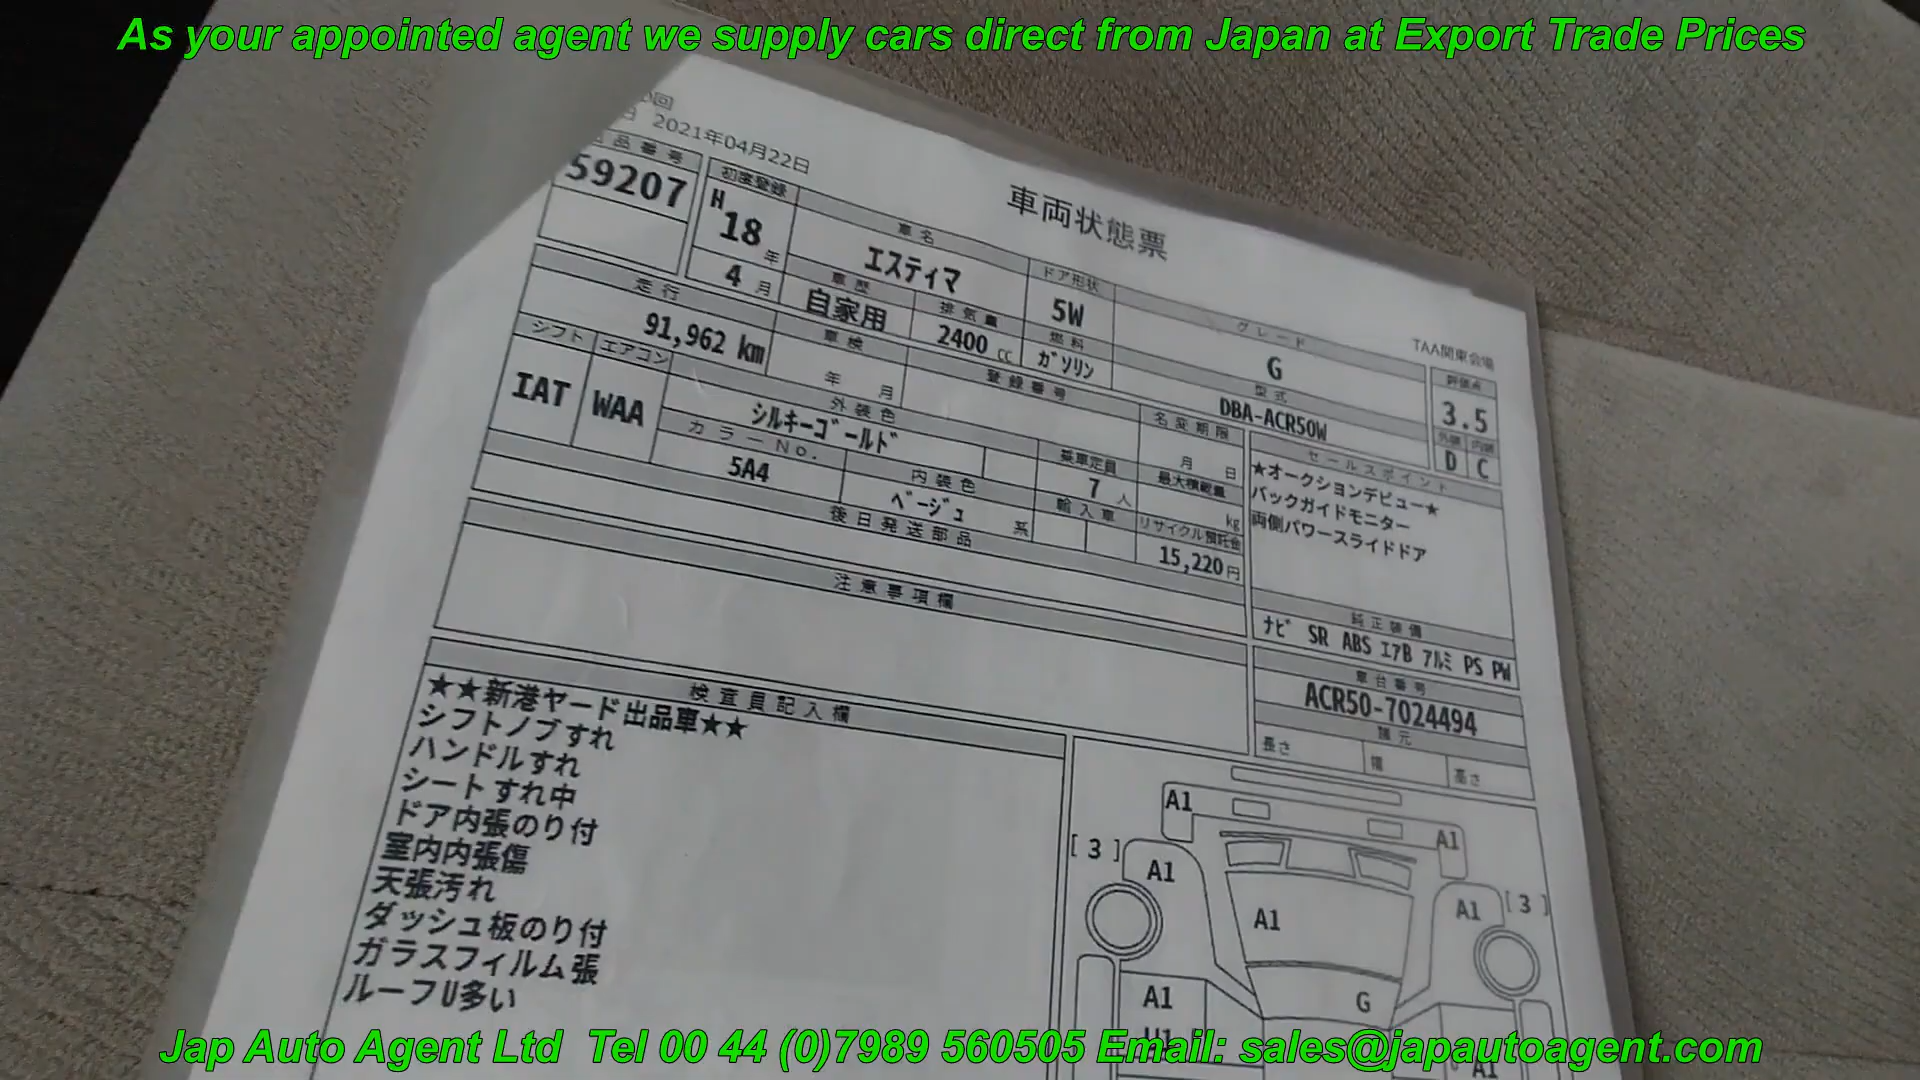 As your appointed agent we supply cars direct from Japan at Export Trade Prices
2021年04月22日
車両状態票
TAA関東会場
品番号
59207
初度登録
H
18年
4月
車名
エスティマ
ドア形状
5W
グレード
G
評価点
3.5
外装 内装
D C
車歴
自家用
排気量
2400 cc
燃料
ガソリン
型式
DBA-ACR50W
走行
91,962 km
車検
年 月
登録番号
名変期限
月 日
シフト
IAT
エアコン
WAA
外装色
シルキーゴールド
カラーNo.
5A4
内装色
ベージュ 系
乗車定員
7人
最大積載量
kg
輸入車
リサイクル預託金
15,220円
セールスポイント
★オークションデビュー★
バックガイドモニター
両側パワースライドドア
後日発送部品
注意事項欄
純正装備
ナビ SR ABS エアB アルミ PS PW
車台番号
ACR50-7024494
諸元
長さ 幅 高さ
検査員記入欄
★★新港ヤード出品車★★
シフトノブすれ
ハンドルすれ
シートすれ中
ドア内張のり付
室内内張傷
天張汚れ
ダッシュ板のり付
ガラスフィルム張
ルーフU多い
A1
A1
[3]
A1
A1
A1
[3]
A1
G
U1
A1
Jap Auto Agent Ltd Tel 00 44 (0)7989 560505 Email: sales@japautoagent.com